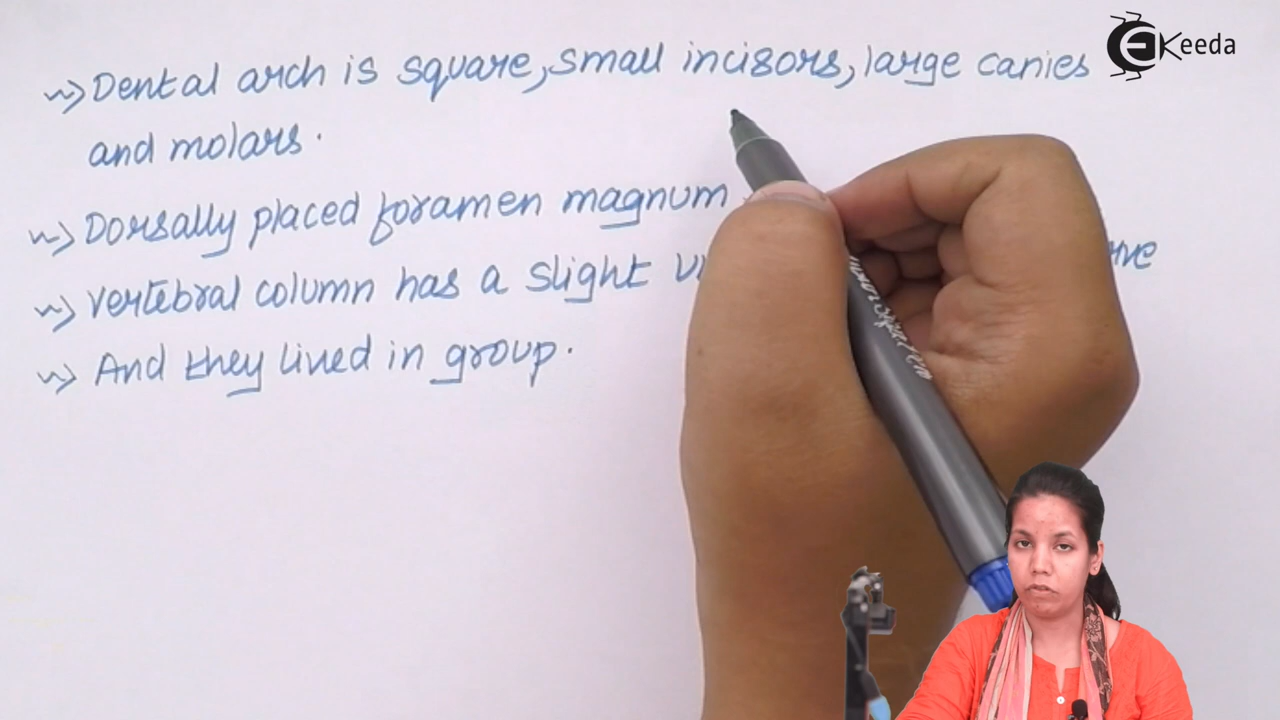 Dental arch is square, small incisors, large canies
and molars.
Dorsally placed foramen magnum
vertebral column has a slight
And they lived in group.
EKeeda